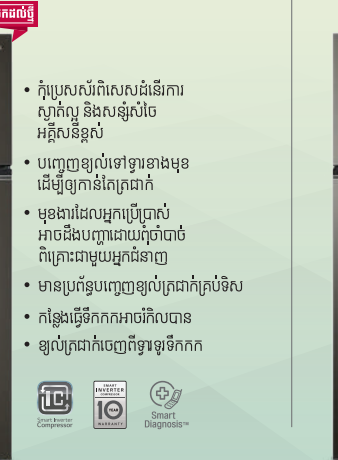 កដល់ថ្មី
• កុំប្រេសស័រពិសេសដំនើរការ
ស្ងាត់ល្អ និងសន្សំសំចៃ
អគ្គីសនីខ្ពស់
• បញ្ចេញខ្យល់ទៅទ្វារខាងមុខ
ដើម្បីឲ្យកាន់តែត្រជាក់
• មុខងារដែលអ្នកប្រើប្រាស់
អាចដឹងបញ្ហាដោយពុំចាំបាច់
ពិគ្រោះជាមួយអ្នកជំនាញ
• មានប្រព័ន្ធបញ្ចេញខ្យល់ត្រជាក់គ្រប់ទិស
• កន្លែងធ្វើទឹកកកអាចរំកិលបាន
• ខ្យល់ត្រជាក់ចេញពីទ្វារទូរទឹកកក
Smart Inverter
Compressor
SMART
INVERTER
COMPRESSOR
10 YEAR
WARRANTY
Smart
Diagnosis™